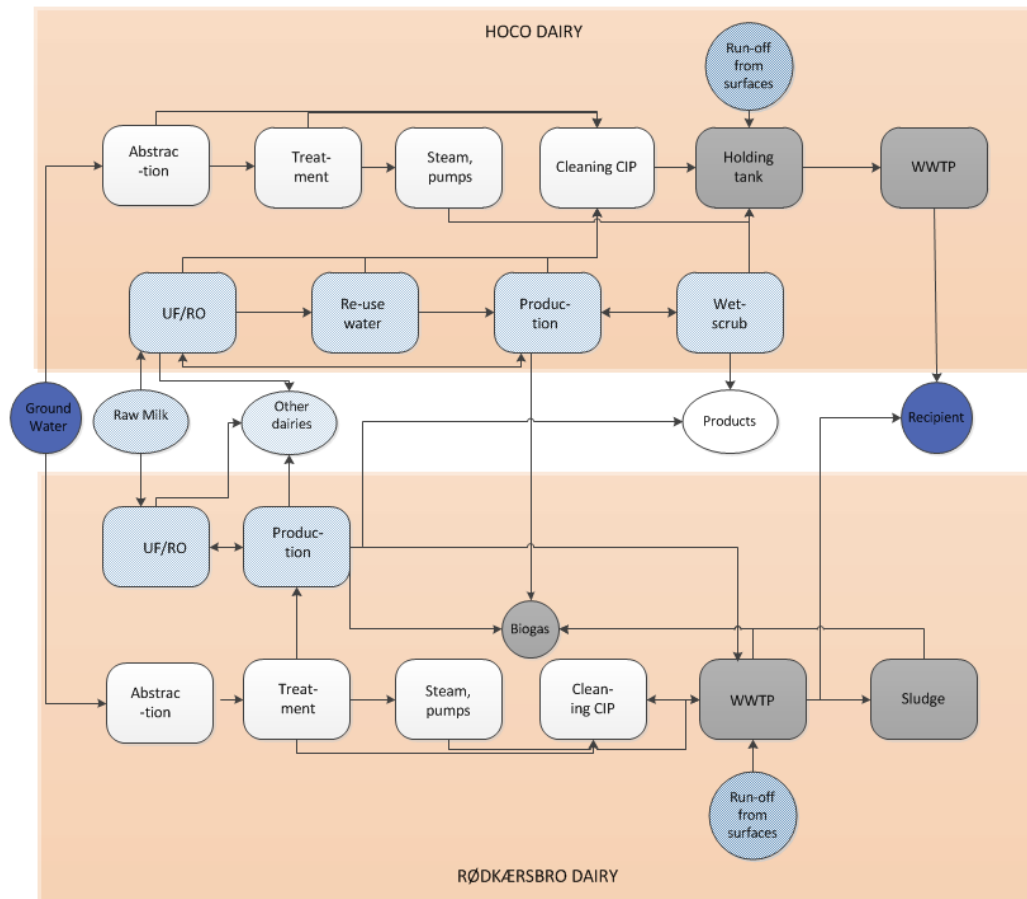 HOCO DAIRY
Run-off
from
surfaces
Abstrac
-tion
Treat-
ment
Steam,
pumps
Cleaning CIP
Holding
tank
WWTP
UF/RO
Re-use
water
Produc-
tion
Wet-
scrub
Ground
Water
Raw Milk
Other
dairies
Products
Recipient
UF/RO
Produc-
tion
Biogas
Abstrac
-tion
Treat-
ment
Steam,
pumps
Clean-
ing CIP
WWTP
Sludge
Run-off
from
surfaces
RØDKÆRSBRO DAIRY